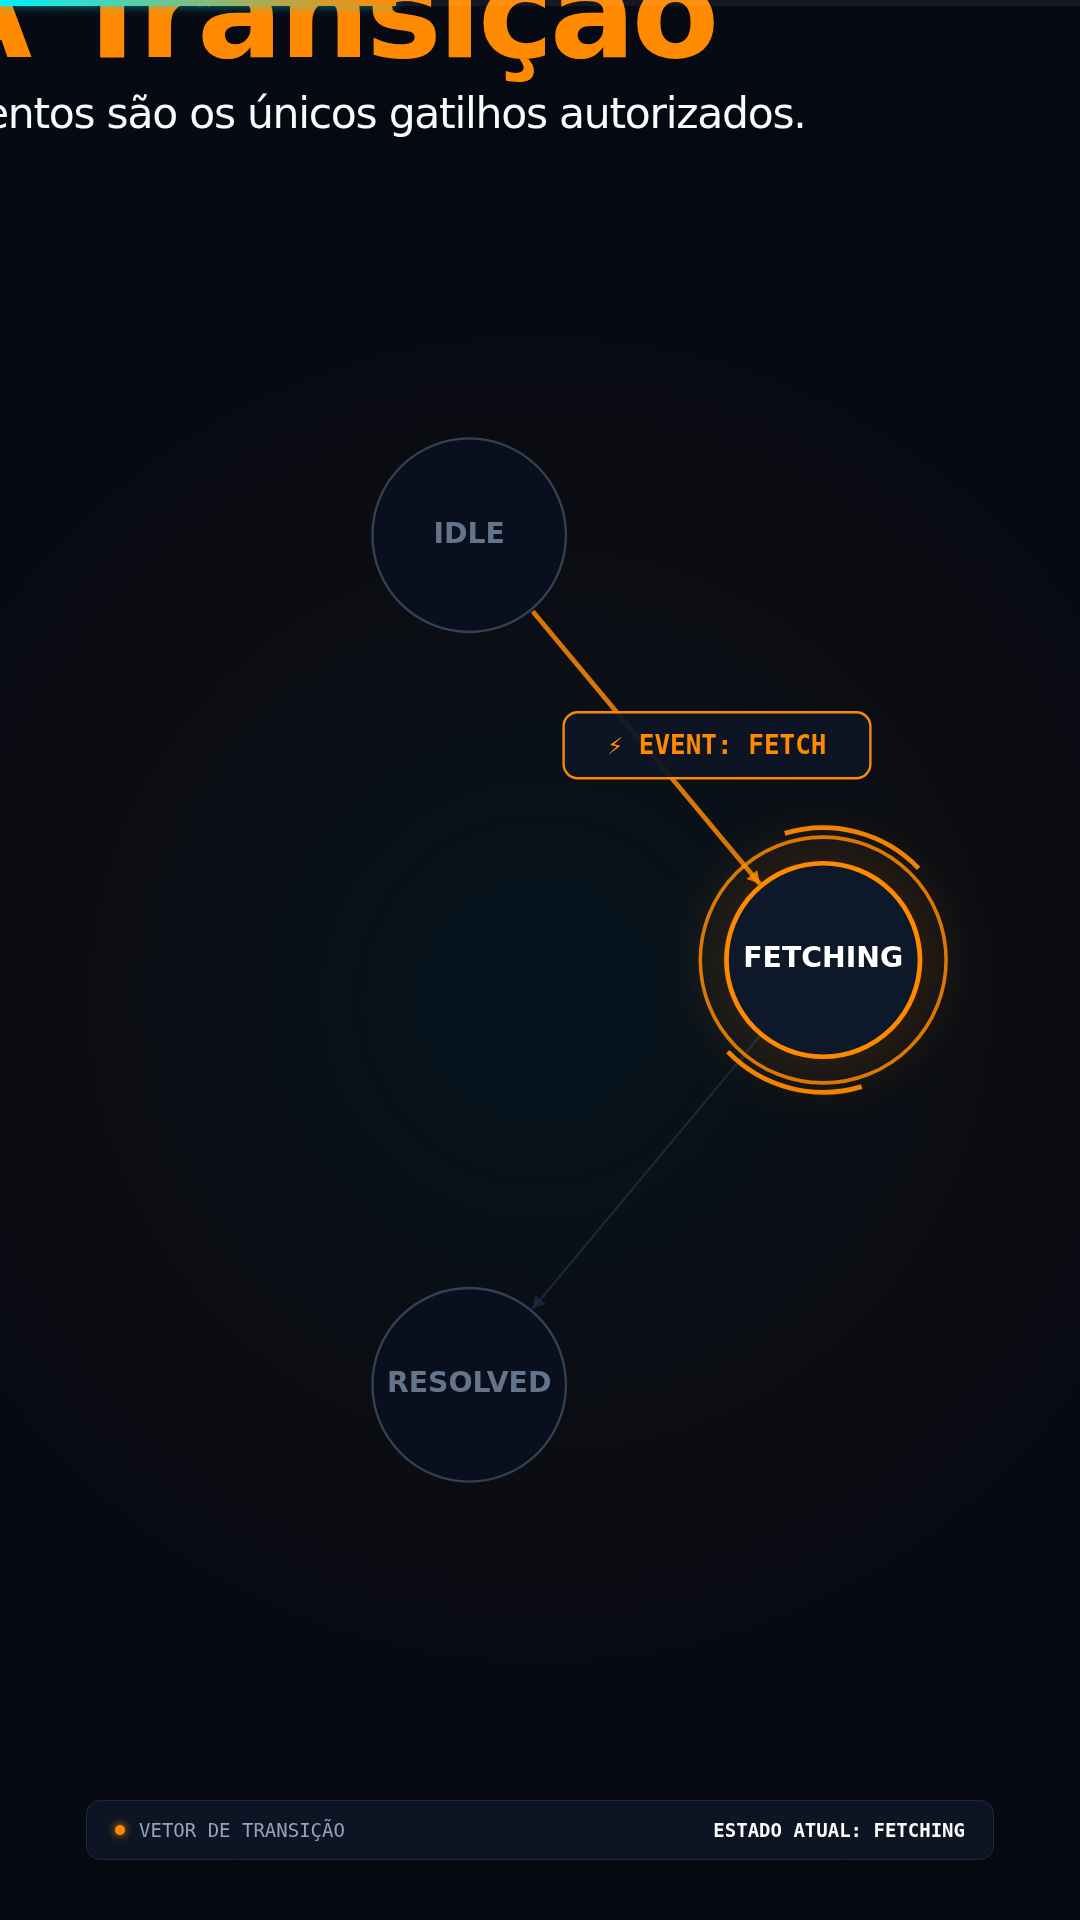 A Transição
entos são os únicos gatilhos autorizados.
IDLE
⚡ EVENT: FETCH
FETCHING
RESOLVED
VETOR DE TRANSIÇÃO
ESTADO ATUAL: FETCHING